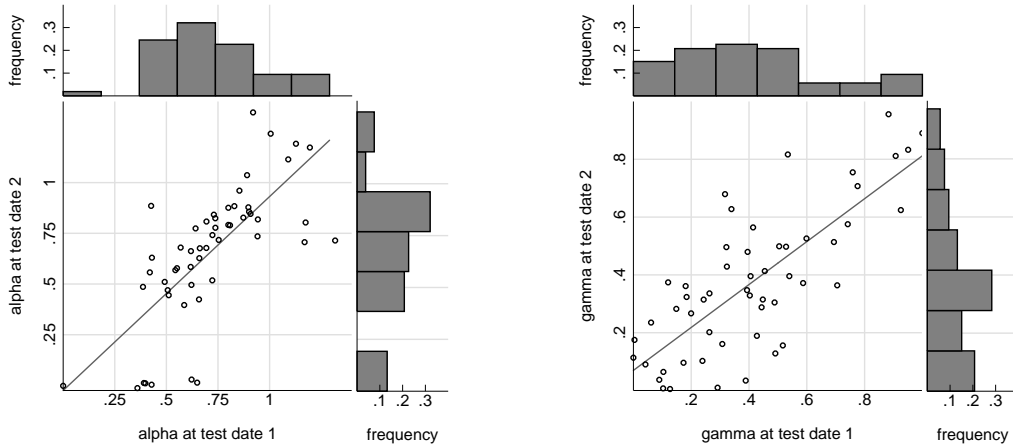 frequency
.1 .2 .3
alpha at test date 2
.25 .5 .75 1
.25 .5 .75 1
alpha at test date 1
.1 .2 .3
frequency
frequency
.1 .2 .3
gamma at test date 2
.2 .4 .6 .8
.2 .4 .6 .8
gamma at test date 1
.1 .2 .3
frequency